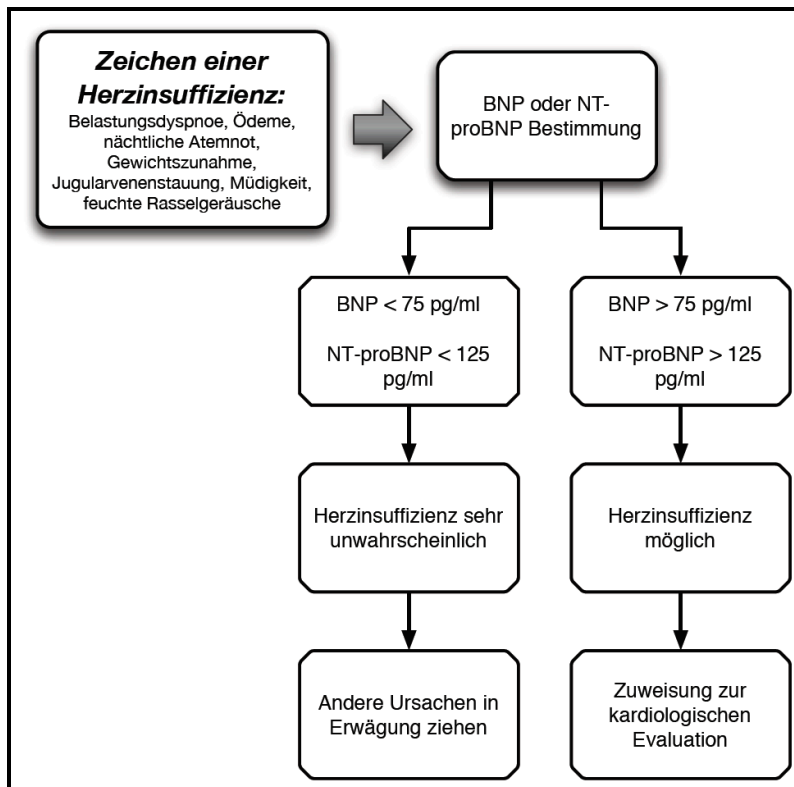 Zeichen einer
Herzinsuffizienz:
Belastungsdyspnoe, Ödeme,
nächtliche Atemnot,
Gewichtszunahme,
Jugularvenenstauung, Müdigkeit,
feuchte Rasselgeräusche
BNP oder NT-
proBNP Bestimmung
BNP < 75 pg/ml
NT-proBNP < 125
pg/ml
BNP > 75 pg/ml
NT-proBNP > 125
pg/ml
Herzinsuffizienz sehr
unwahrscheinlich
Herzinsuffizienz
möglich
Andere Ursachen in
Erwägung ziehen
Zuweisung zur
kardiologischen
Evaluation